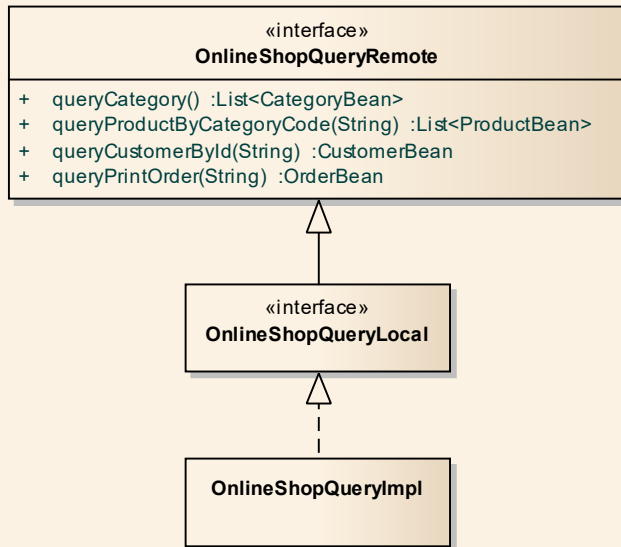 «interface»
OnlineShopQueryRemote
+ queryCategory() :List<CategoryBean>
+ queryProductByCategoryCode(String) :List<ProductBean>
+ queryCustomerById(String) :CustomerBean
+ queryPrintOrder(String) :OrderBean
«interface»
OnlineShopQueryLocal
OnlineShopQueryImpl